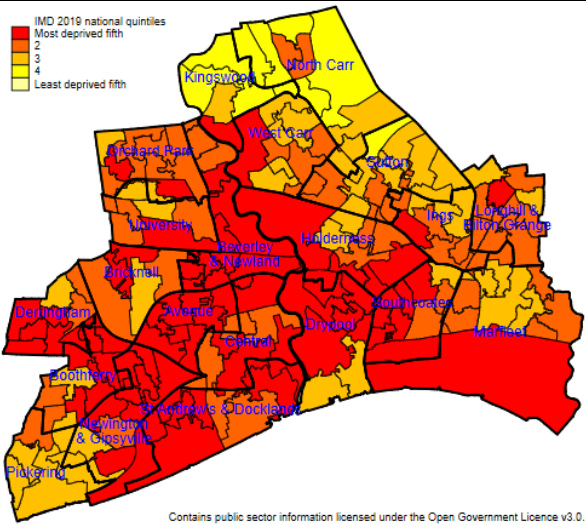 IMD 2019 national quintiles
Most deprived fifth
2
3
4
Least deprived fifth
North Carr
Kingswood
West Carr
Orchard Park
Sutton
University
Ings
Longhill &
Bilton Grange
Holderness
Beverley
& Newland
Bricknell
Derringham
Avenue
Southcoates
Drypool
Marfleet
Central
Boothferry
St Andrew's & Docklands
Newington
& Gipsyville
Pickering
Contains public sector information licensed under the Open Government Licence v3.0.